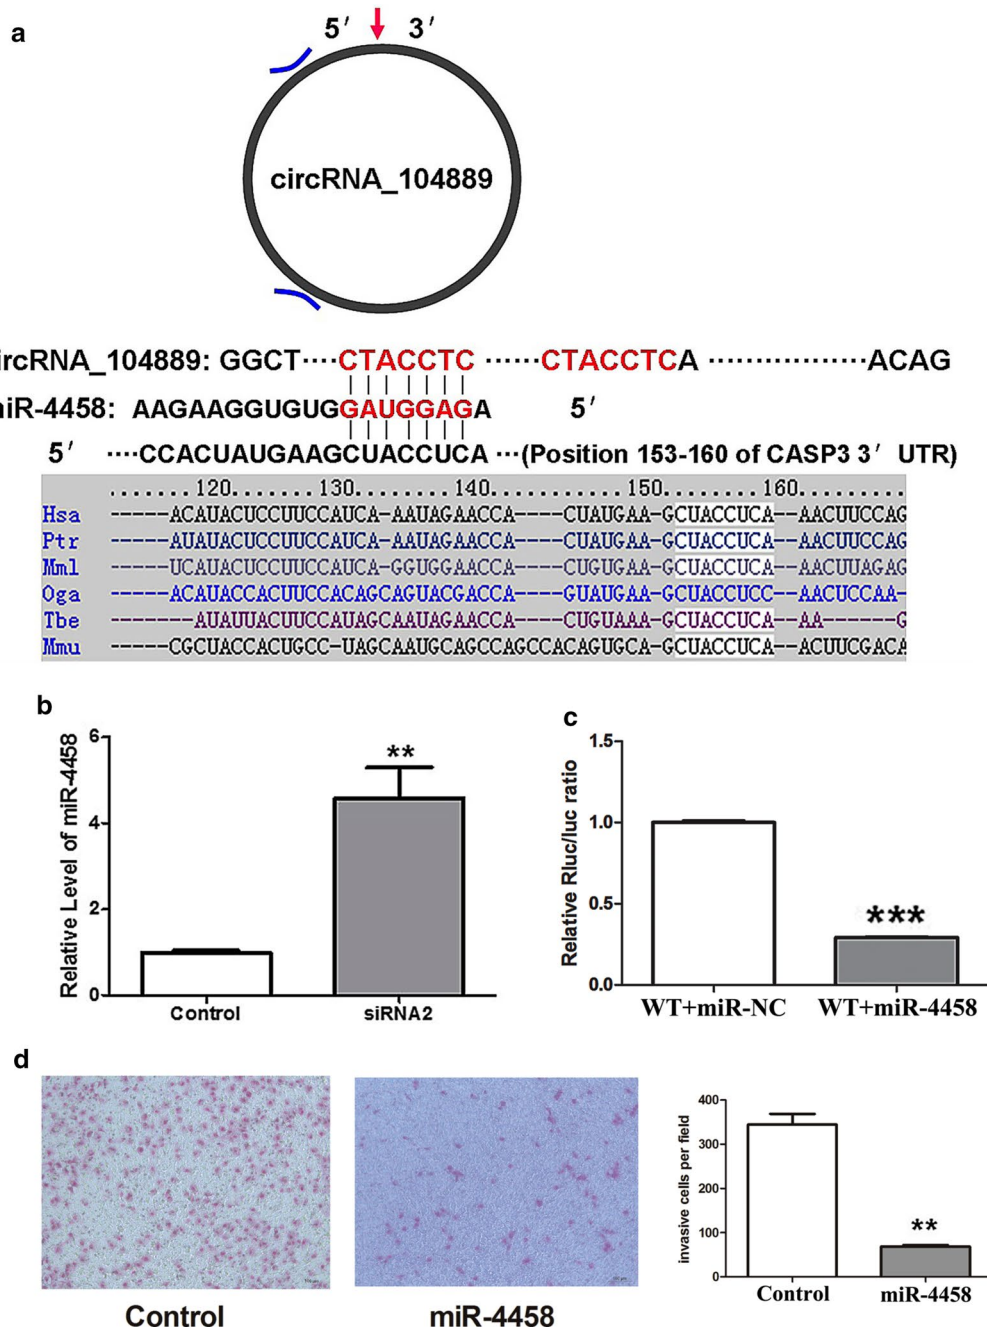 a
5′ 3′
circRNA_104889
ircRNA_104889: GGCT····CTACCTC ······CTACCTCA ················ACAG
niR-4458: AAGAAGGUGUGGAUGGAGA 5′
5′ ····CCACUAUGAAGCUACCUCA ···(Position 153-160 of CASP3 3′ UTR)
.......120........130........140..........150........160........
Hsa -----ACAUACUCCUUCCAUCA-AAUAGAACCA----CUAUGAA-GCUACCUCA--AACUUCCAG
Ptr -----AUAUACUCCUUCCAUCA-AAUAGAACCA----CUAUGAA-GCUACCUCA--AACUUCCAG
Mml -----UCAUACUCCUUCCAUCA-GGUGGAACCA----CUGUGAA-GCUACCUCA--AACUUAGAG
Oga -----ACAUACCACUUCCACAGCAGUACGACCA----GUAUGAA-GCUACCUCC--AACUCCAA-
Tbe -------AUAUUACUUCCAUAGCAAUAGAACCA----CUGUAAA-GCUACCUCA--AA------G
Mmu -----CGCUACCACUGCC--UAGCAAUGCAGCCAGCCACAGUGCA-GCUACCUCA--ACUUCGACA
b
Relative Level of miR-4458
6
4
2
0
**
Control siRNA2
c
Relative Rluc/luc ratio
1.5
1.0
0.5
0.0
***
WT+miR-NC WT+miR-4458
d
Control miR-4458
invasive cells per field
400
300
200
100
0
**
Control miR-4458